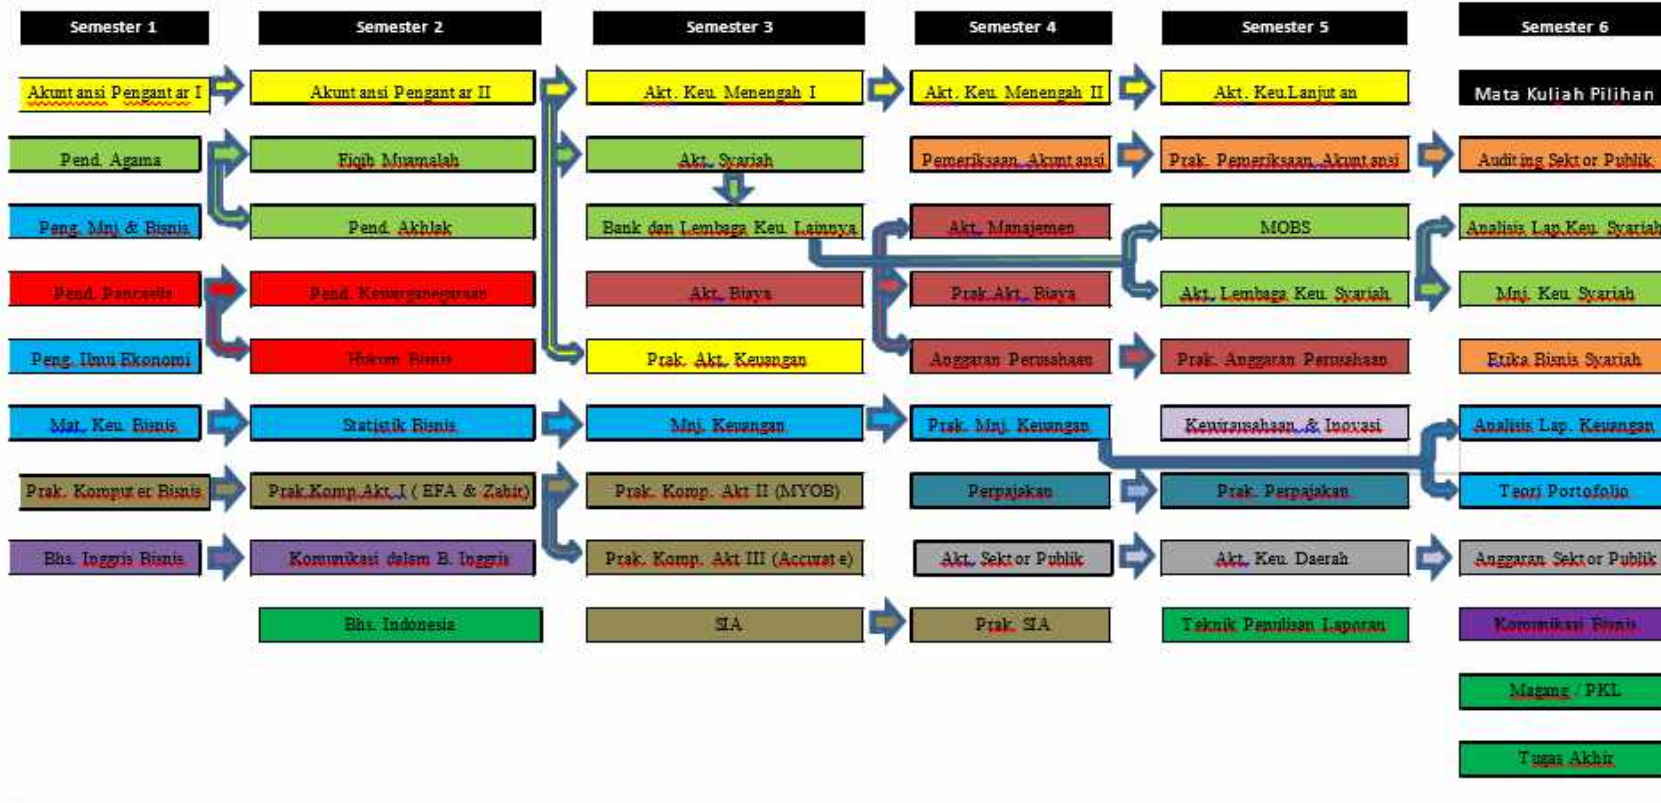 Semester 1
Semester 2
Semester 3
Semester 4
Semester 5
Semester 6
Akuntansi Pengantar I
Akuntansi Pengantar II
Akt. Keu. Menengah I
Akt. Keu. Menengah II
Akt. Keu.Lanjutan
Mata Kuliah Pilihan
Pend. Agama
Fiqih Muamalah
Akt. Syariah
Pemeriksaan Akuntansi
Prak. Pemeriksaan Akuntansi
Auditing Sektor Publik
Peng. Mnj & Bisnis
Pend. Akhlak
Bank dan Lembaga Keu. Lainnya
Akt. Manajemen
MOBS
Analisis Lap.Keu. Syariah
Pend. Pancasila
Pend. Kewarganegaraan
Akt. Biaya
Prak.Akt. Biaya
Akt. Lembaga Keu. Syariah
Mnj. Keu. Syariah
Peng. Ilmu Ekonomi
Hukum Bisnis
Prak. Akt. Keuangan
Anggaran Perusahaan
Prak. Anggaran Perusahaan
Etika Bisnis Syariah
Mat. Keu. Bisnis
Statistik Bisnis
Mnj. Keuangan
Prak. Mnj. Keuangan
Kewirausahaan & Inovasi
Analisis Lap. Keuangan
Prak. Komputer Bisnis
Prak.Komp.Akt I ( EFA & Zahir)
Prak. Komp. Akt II (MYOB)
Perpajakan
Prak. Perpajakan
Teori Portofolio
Bhs. Inggris Bisnis
Komunikasi dalam B. Inggris
Prak. Komp. Akt III (Accurate)
Akt. Sektor Publik
Akt. Keu. Daerah
Anggaran Sektor Publik
Bhs. Indonesia
SIA
Prak. SIA
Teknik Penulisan Laporan
Komunikasi Bisnis
Magang / PKL
Tugas Akhir